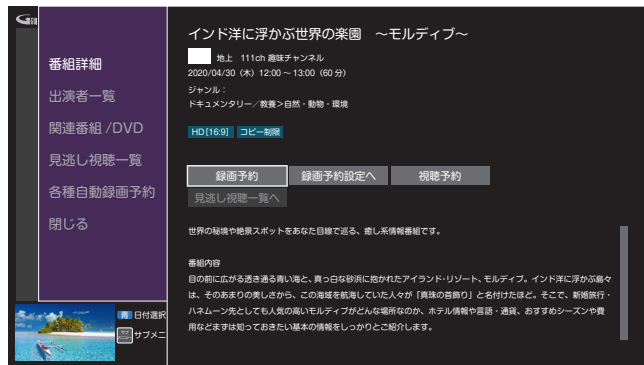 G
番組詳細
出演者一覧
関連番組 /DVD
見逃し視聴一覧
各種自動録画予約
閉じる
青 日付選択
サブメニ
インド洋に浮かぶ世界の楽園 ～モルディブ～
地上 111ch 趣味チャンネル
2020/04/30（木）12:00 ～ 13:00（60 分）
ジャンル：
ドキュメンタリー／教養＞自然・動物・環境
HD[16:9] コピー制限
録画予約 録画予約設定へ 視聴予約
見逃し視聴一覧へ
世界の秘境や絶景スポットをあなた目線で巡る、癒し系情報番組です。
番組内容
目の前に広がる透き通る青い海と、真っ白な砂浜に抱かれたアイランド・リゾート、モルディブ。インド洋に浮かぶ島々
は、そのあまりの美しさから、この海域を航海していた人々が「真珠の首飾り」と名付けたほど。そこで、新婚旅行・
ハネムーン先としても人気の高いモルディブがどんな場所なのか、ホテル情報や言語・通貨、おすすめシーズンや費
用などまずは知っておきたい基本の情報をしっかりとご紹介します。